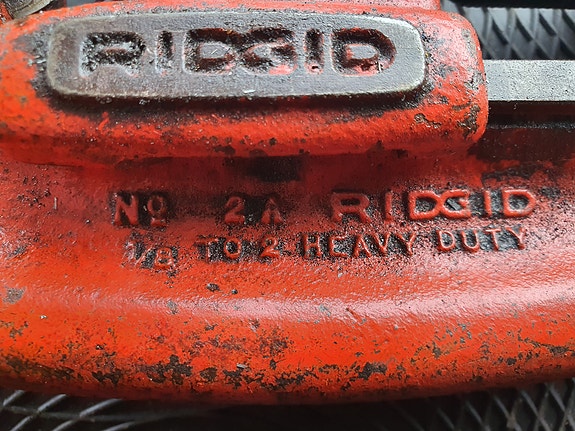 RIDGID
No 2A RIDGID
1/8 TO 2 HEAVY DUTY